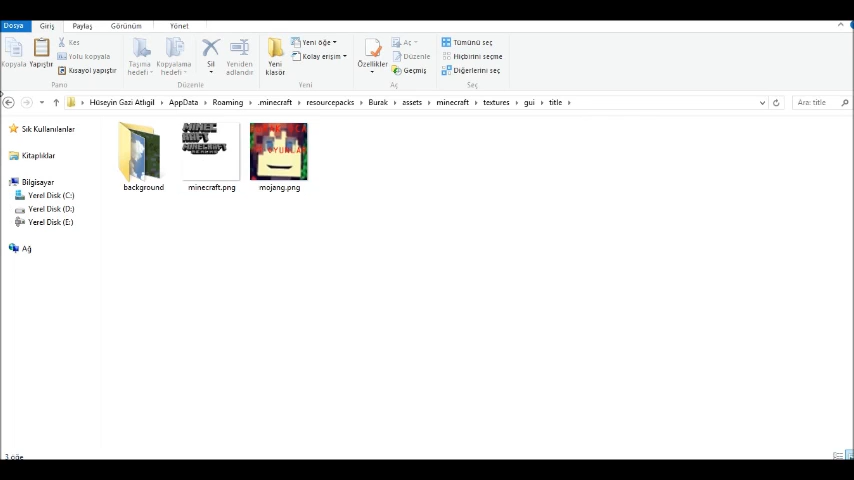 Dosya Giriş Paylaş Görünüm Yönet
Kopyala
Yapıştır
Kes
Yolu kopyala
Kısayol yapıştır
Pano
Taşıma hedefi
Kopyalama hedefi
Sil
Yeniden adlandır
Düzenle
Yeni klasör
Yeni öğe
Kolay erişim
Yeni
Özellikler
Aç
Düzenle
Geçmiş
Aç
Tümünü seç
Hiçbirini seçme
Diğerlerini seç
Seç
Hüseyin Gazi Atlıgil AppData Roaming .minecraft resourcepacks Burak assets minecraft textures gui title
Ara: title
Sık Kullanılanlar
Kitaplıklar
Bilgisayar
Yerel Disk (C:)
Yerel Disk (D:)
Yerel Disk (E:)
Ağ
background
minecraft.png
mojang.png
3 öğe